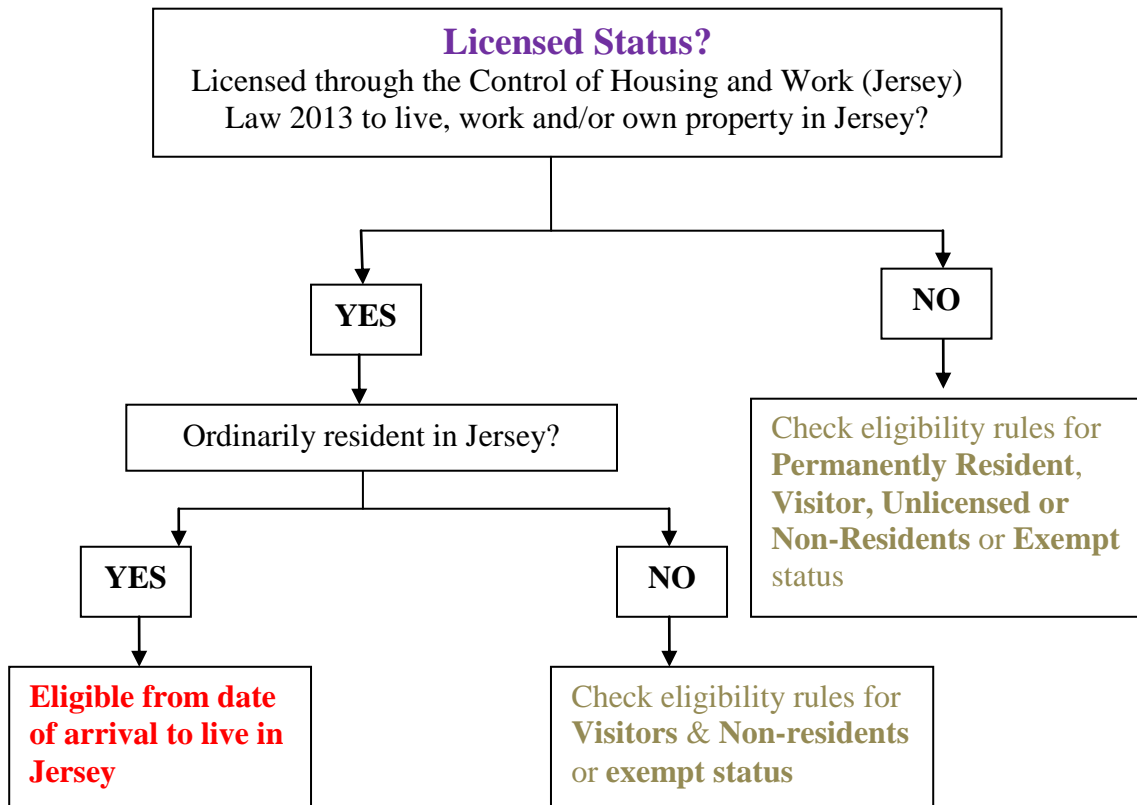 Licensed Status?
Licensed through the Control of Housing and Work (Jersey)
Law 2013 to live, work and/or own property in Jersey?
YES
NO
Ordinarily resident in Jersey?
Check eligibility rules for
Permanently Resident,
Visitor, Unlicensed or
Non-Residents or Exempt
status
YES
NO
Eligible from date
of arrival to live in
Jersey
Check eligibility rules for
Visitors & Non-residents
or exempt status